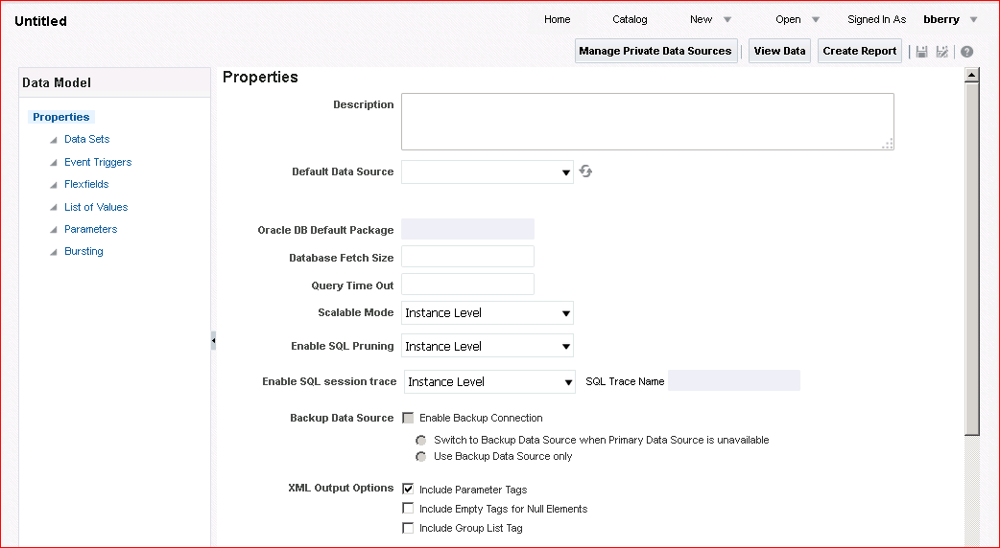 Untitled
Home Catalog New Open Signed In As bberry
Manage Private Data Sources View Data Create Report
Data Model
Properties
Data Sets
Event Triggers
Flexfields
List of Values
Parameters
Bursting
Properties
Description
Default Data Source
Oracle DB Default Package
Database Fetch Size
Query Time Out
Scalable Mode Instance Level
Enable SQL Pruning Instance Level
Enable SQL session trace Instance Level SQL Trace Name
Backup Data Source Enable Backup Connection
Switch to Backup Data Source when Primary Data Source is unavailable
Use Backup Data Source only
XML Output Options Include Parameter Tags
Include Empty Tags for Null Elements
Include Group List Tag